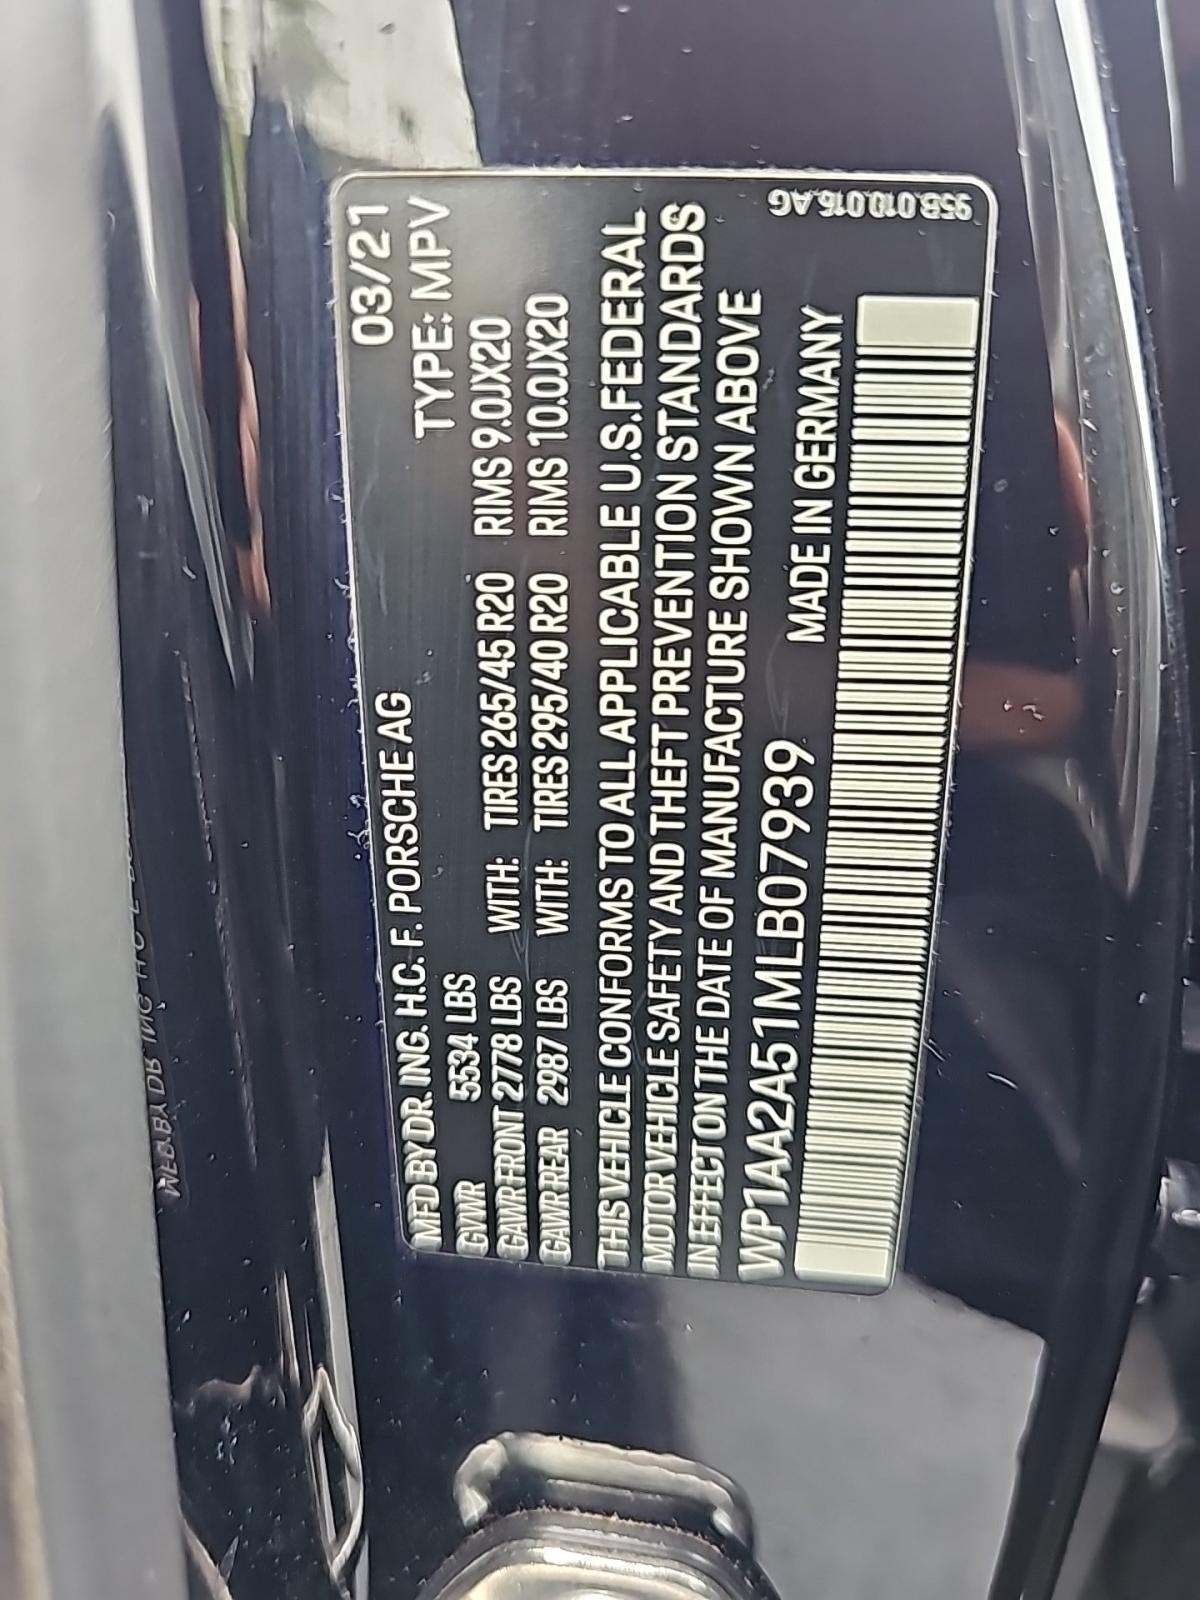 MFD BY DR. ING. H.C. F. PORSCHE AG 03/21
GVWR 5534 LBS TYPE: MPV
GAWR FRONT 2778 LBS WITH: TIRES 265/45 R20 RIMS 9.0JX20
GAWR REAR 2987 LBS WITH: TIRES 295/40 R20 RIMS 10.0JX20
THIS VEHICLE CONFORMS TO ALL APPLICABLE U.S.FEDERAL
MOTOR VEHICLE SAFETY AND THEFT PREVENTION STANDARDS
IN EFFECT ON THE DATE OF MANUFACTURE SHOWN ABOVE
WP1AA2A51MLB07939 MADE IN GERMANY
95B.010.016.AG